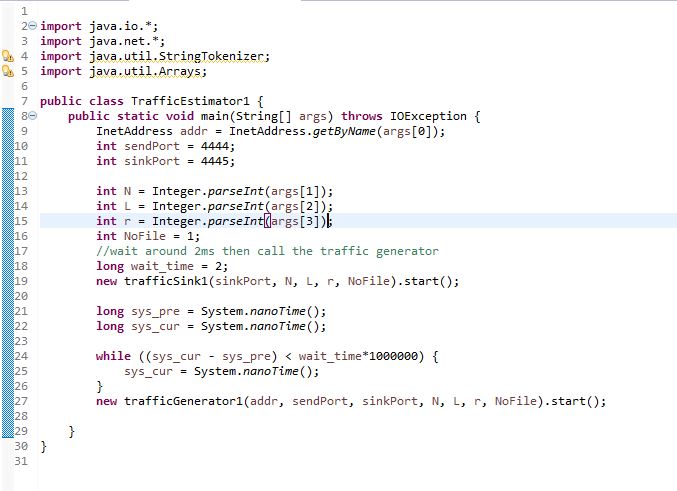 1
2 import java.io.*;
3 import java.net.*;
4 import java.util.StringTokenizer;
5 import java.util.Arrays;
6
7 public class TrafficEstimator1 {
8     public static void main(String[] args) throws IOException {
9         InetAddress addr = InetAddress.getByName(args[0]);
10         int sendPort = 4444;
11         int sinkPort = 4445;
12
13         int N = Integer.parseInt(args[1]);
14         int L = Integer.parseInt(args[2]);
15         int r = Integer.parseInt(args[3]);
16         int NoFile = 1;
17         //wait around 2ms then call the traffic generator
18         long wait_time = 2;
19         new trafficSink1(sinkPort, N, L, r, NoFile).start();
20
21         long sys_pre = System.nanoTime();
22         long sys_cur = System.nanoTime();
23
24         while ((sys_cur - sys_pre) < wait_time*1000000) {
25             sys_cur = System.nanoTime();
26         }
27         new trafficGenerator1(addr, sendPort, sinkPort, N, L, r, NoFile).start();
28
29     }
30 }
31